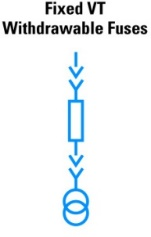 Fixed VT
Withdrawable Fuses